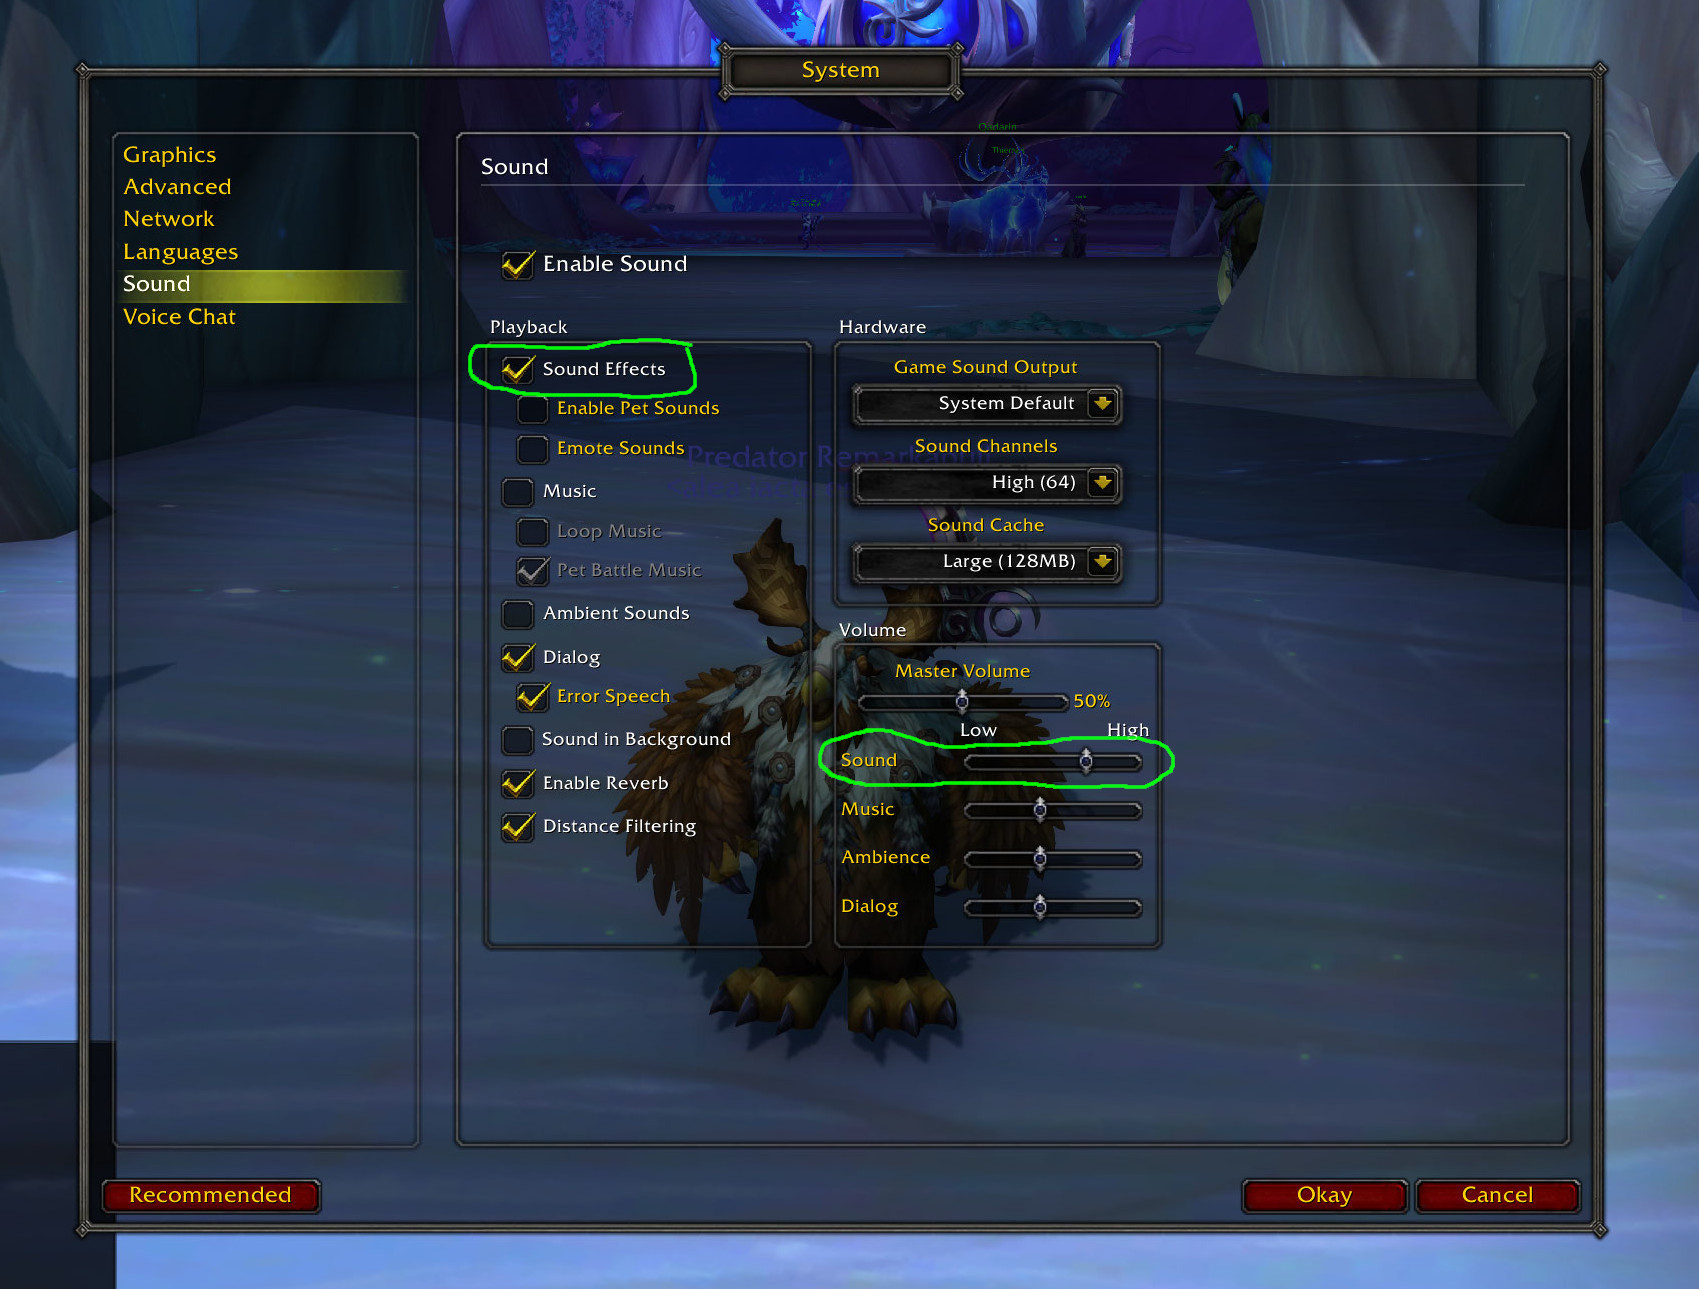 System
Graphics
Advanced
Network
Languages
Sound
Voice Chat
Sound
Enable Sound
Playback
Sound Effects
Enable Pet Sounds
Emote Sounds
Music
Loop Music
Pet Battle Music
Ambient Sounds
Dialog
Error Speech
Sound in Background
Enable Reverb
Distance Filtering
Hardware
Game Sound Output
System Default
Sound Channels
High (64)
Sound Cache
Large (128MB)
Volume
Master Volume
50%
Low High
Sound
Music
Ambience
Dialog
Predator
Recommended
Okay
Cancel